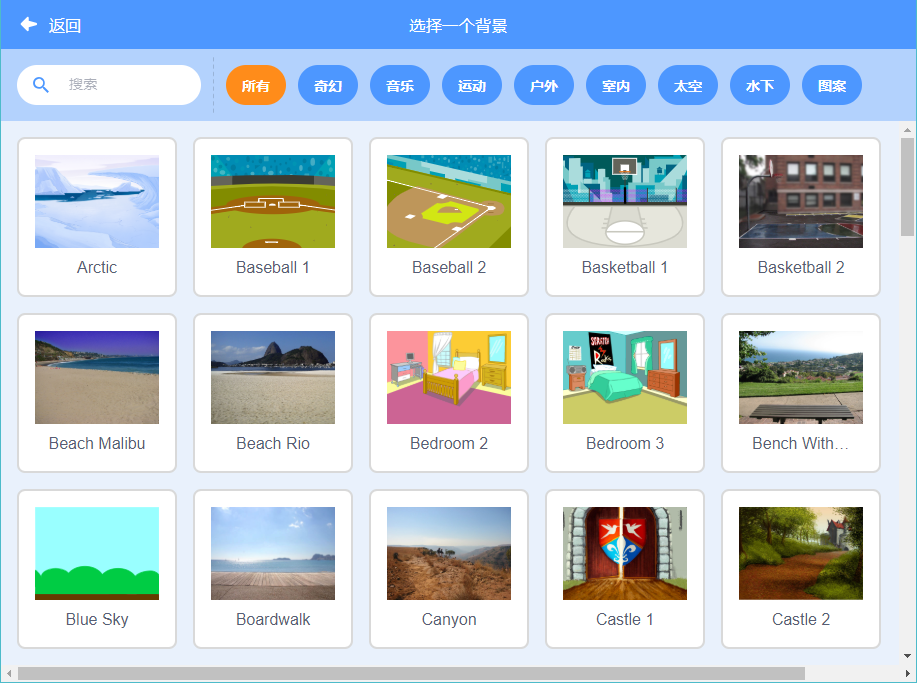 返回
选择一个背景
搜索
所有
奇幻
音乐
运动
户外
室内
太空
水下
图案
Arctic
Baseball 1
Baseball 2
Basketball 1
Basketball 2
Beach Malibu
Beach Rio
Bedroom 2
SCRATCH
Bedroom 3
Bench With...
Blue Sky
Boardwalk
Canyon
Castle 1
Castle 2